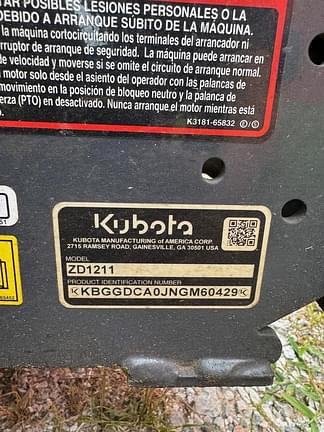 TAR POSIBLES LESIONES PERSONALES O LA
DEBIDO A ARRANQUE SÚBITO DE LA MÁQUINA.
la máquina cortocircuitando los terminales del arrancador ni
terruptor de arranque de seguridad. La máquina puede arrancar en
de velocidad y moverse si se omite el circuito de arranque normal.
motor solo desde el asiento del operador con las palancas de
movimiento en la posición de bloqueo neutro y la palanca de
erza (PTO) en desactivado. Nunca arranque el motor mientras está
o.
K3181-65832
Kubota
KUBOTA MANUFACTURING of AMERICA CORP.
2715 RAMSEY ROAD, GAINESVILLE, GA 30501 USA
MODEL
ZD1211
PRODUCT IDENTIFICATION NUMBER
KBGGDCA0JNGM60429